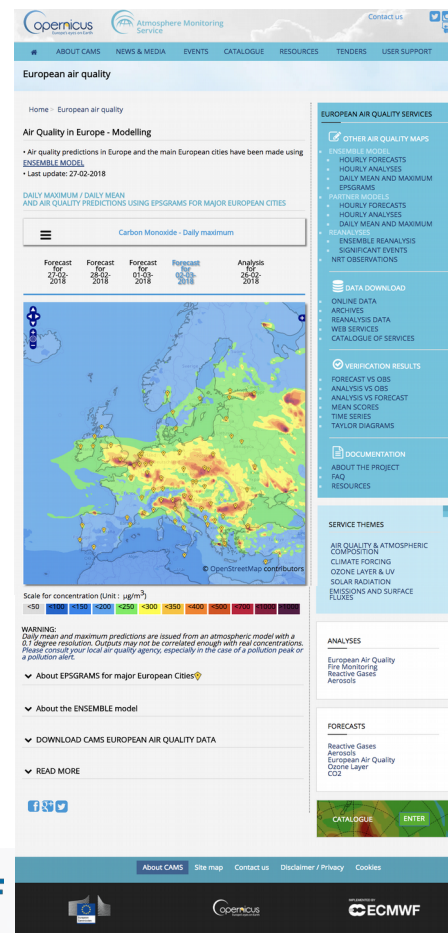 Contact us
opernicus
Europe's eyes on Earth
Atmosphere Monitoring
Service
ABOUT CAMS NEWS & MEDIA EVENTS CATALOGUE RESOURCES TENDERS USER SUPPORT
European air quality
Home > European air quality
Air Quality in Europe - Modelling
• Air quality predictions in Europe and the main European cities have been made using
ENSEMBLE MODEL
• Last update: 27-02-2018
DAILY MAXIMUM / DAILY MEAN
AND AIR QUALITY PREDICTIONS USING EPSGRAMS FOR MAJOR EUROPEAN CITIES
Carbon Monoxide - Daily maximum
Forecast for 27-02-2018
Forecast for 28-02-2018
Forecast for 01-03-2018
Forecast for 02-03-2018
Analysis for 26-02-2018
© OpenStreetMap contributors
Scale for concentration (Unit : µg/m3)
<50 <100 <150 <200 <250 <300 <350 <400 <500 <700 <1000 >1000
WARNING:
Daily mean and maximum predictions are issued from an atmospheric model with a
0.1 degree resolution. Outputs may not be correlated enough with real concentrations.
Please consult your local air quality agency, especially in the case of a pollution peak or
a pollution alert.
About EPSGRAMS for major European Cities
About the ENSEMBLE model
DOWNLOAD CAMS EUROPEAN AIR QUALITY DATA
READ MORE
EUROPEAN AIR QUALITY SERVICES
OTHER AIR QUALITY MAPS
ENSEMBLE MODEL
HOURLY FORECASTS
HOURLY ANALYSES
DAILY MEAN AND MAXIMUM
EPSGRAMS
PARTNER MODELS
HOURLY FORECASTS
HOURLY ANALYSES
DAILY MEAN AND MAXIMUM
REANALYSES
ENSEMBLE REANALYSIS
SIGNIFICANT EVENTS
NRT OBSERVATIONS
DATA DOWNLOAD
ONLINE DATA
ARCHIVES
REANALYSIS DATA
WEB SERVICES
CATALOGUE OF SERVICES
VERIFICATION RESULTS
FORECAST VS OBS
ANALYSIS VS OBS
ANALYSIS VS FORECAST
MEAN SCORES
TIME SERIES
TAYLOR DIAGRAMS
DOCUMENTATION
ABOUT THE PROJECT
FAQ
RESOURCES
SERVICE THEMES
AIR QUALITY & ATMOSPHERIC
COMPOSITION
CLIMATE FORCING
OZONE LAYER & UV
SOLAR RADIATION
EMISSIONS AND SURFACE
FLUXES
ANALYSES
European Air Quality
Fire Monitoring
Reactive Gases
Aerosols
FORECASTS
Reactive Gases
Aerosols
European Air Quality
Ozone Layer
CO2
CATALOGUE ENTER
About CAMS Site map Contact us Disclaimer / Privacy Cookies
opernicus
IMPLEMENTED BY
ECMWF